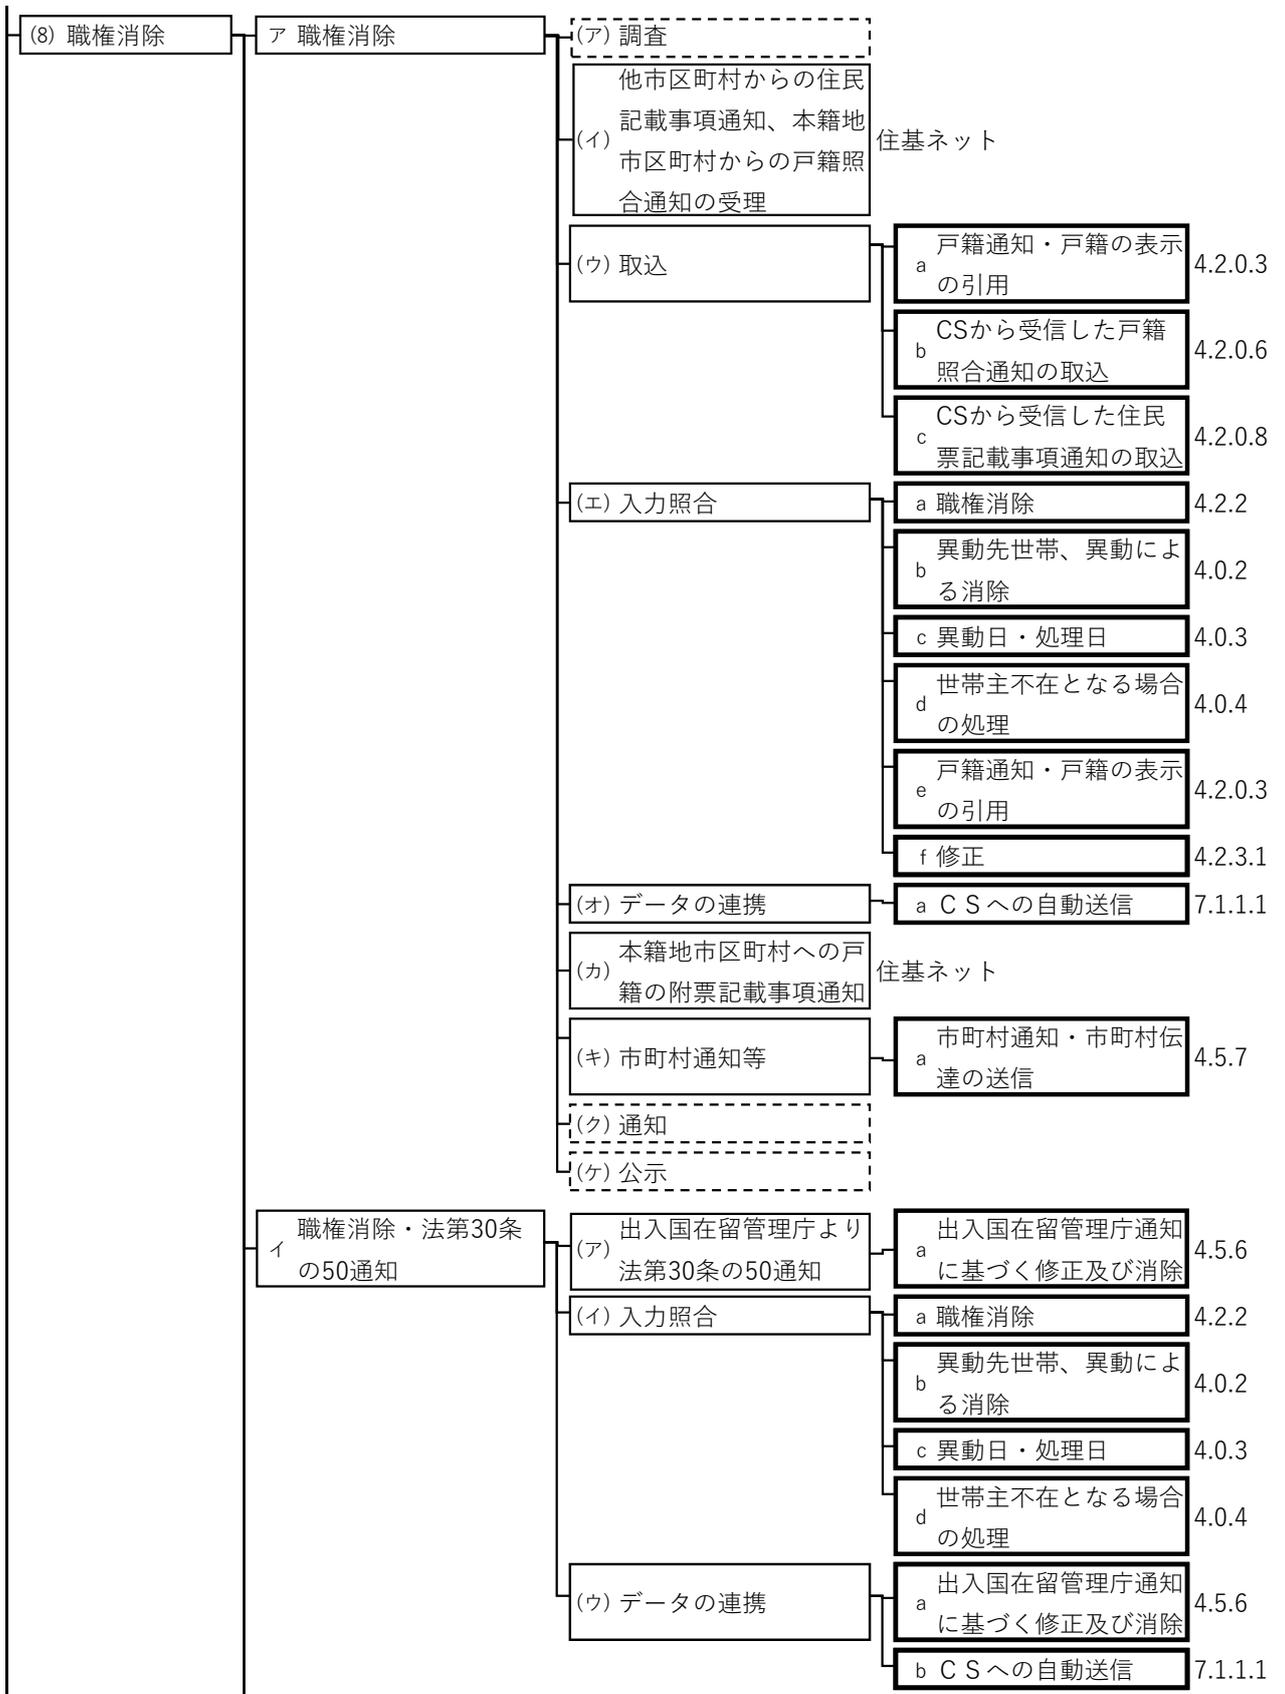 (8) 職権消除
ア 職権消除
(ア) 調査
(イ) 他市区町村からの住民
記載事項通知、本籍地
市区町村からの戸籍照
合通知の受理
住基ネット
(ウ) 取込
a 戸籍通知・戸籍の表示
の引用
4.2.0.3
b CSから受信した戸籍
照合通知の取込
4.2.0.6
c CSから受信した住民
票記載事項通知の取込
4.2.0.8
(エ) 入力照合
a 職権消除 4.2.2
b 異動先世帯、異動によ
る消除
4.0.2
c 異動日・処理日 4.0.3
d 世帯主不在となる場合
の処理
4.0.4
e 戸籍通知・戸籍の表示
の引用
4.2.0.3
f 修正 4.2.3.1
(オ) データの連携
a ＣＳへの自動送信 7.1.1.1
(カ) 本籍地市区町村への戸
籍の附票記載事項通知
住基ネット
(キ) 市町村通知等
a 市町村通知・市町村伝
達の送信
4.5.7
(ク) 通知
(ケ) 公示
イ 職権消除・法第30条
の50通知
(ア) 出入国在留管理庁より
法第30条の50通知
a 出入国在留管理庁通知
に基づく修正及び消除
4.5.6
(イ) 入力照合
a 職権消除 4.2.2
b 異動先世帯、異動によ
る消除
4.0.2
c 異動日・処理日 4.0.3
d 世帯主不在となる場合
の処理
4.0.4
(ウ) データの連携
a 出入国在留管理庁通知
に基づく修正及び消除
4.5.6
b ＣＳへの自動送信 7.1.1.1